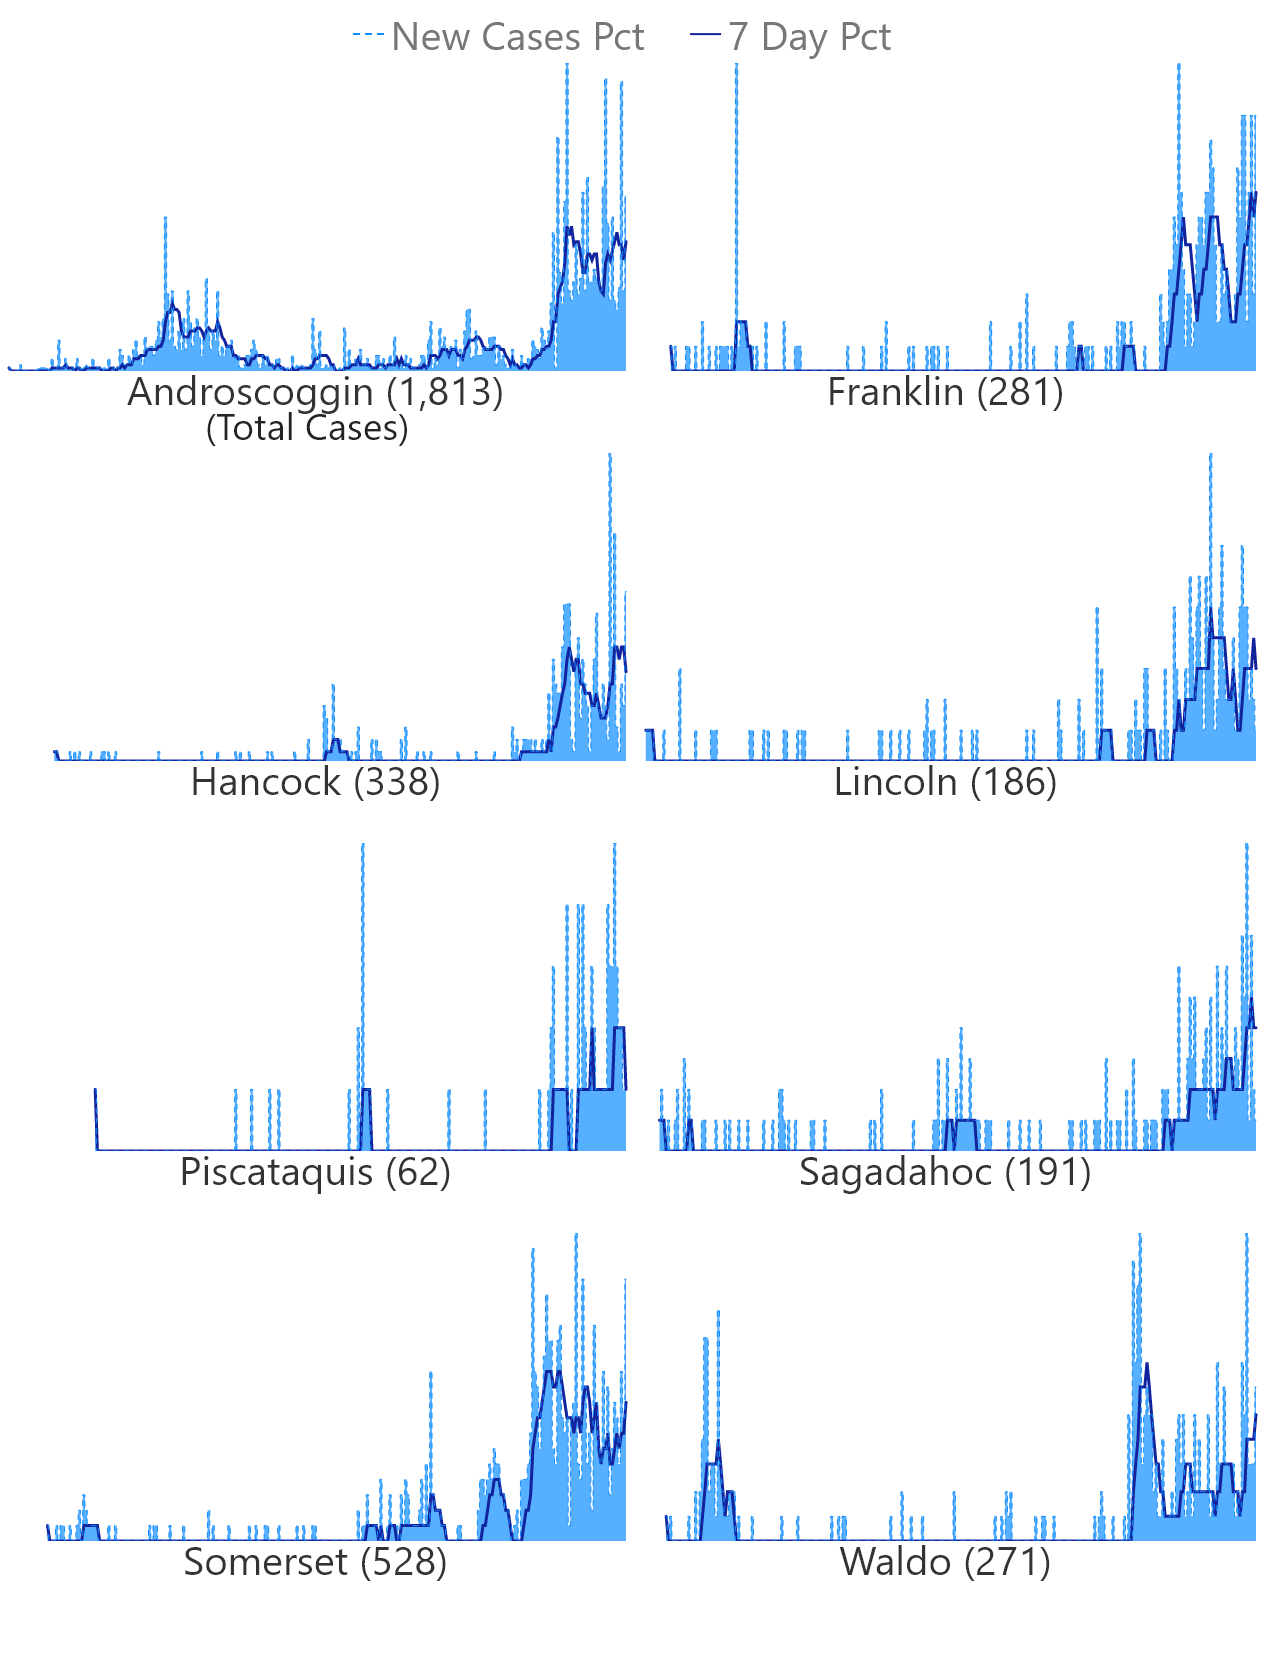 New Cases Pct 7 Day Pct
Androscoggin (1,813) Franklin (281)
(Total Cases)
Hancock (338) Lincoln (186)
Piscataquis (62) Sagadahoc (191)
Somerset (528) Waldo (271)